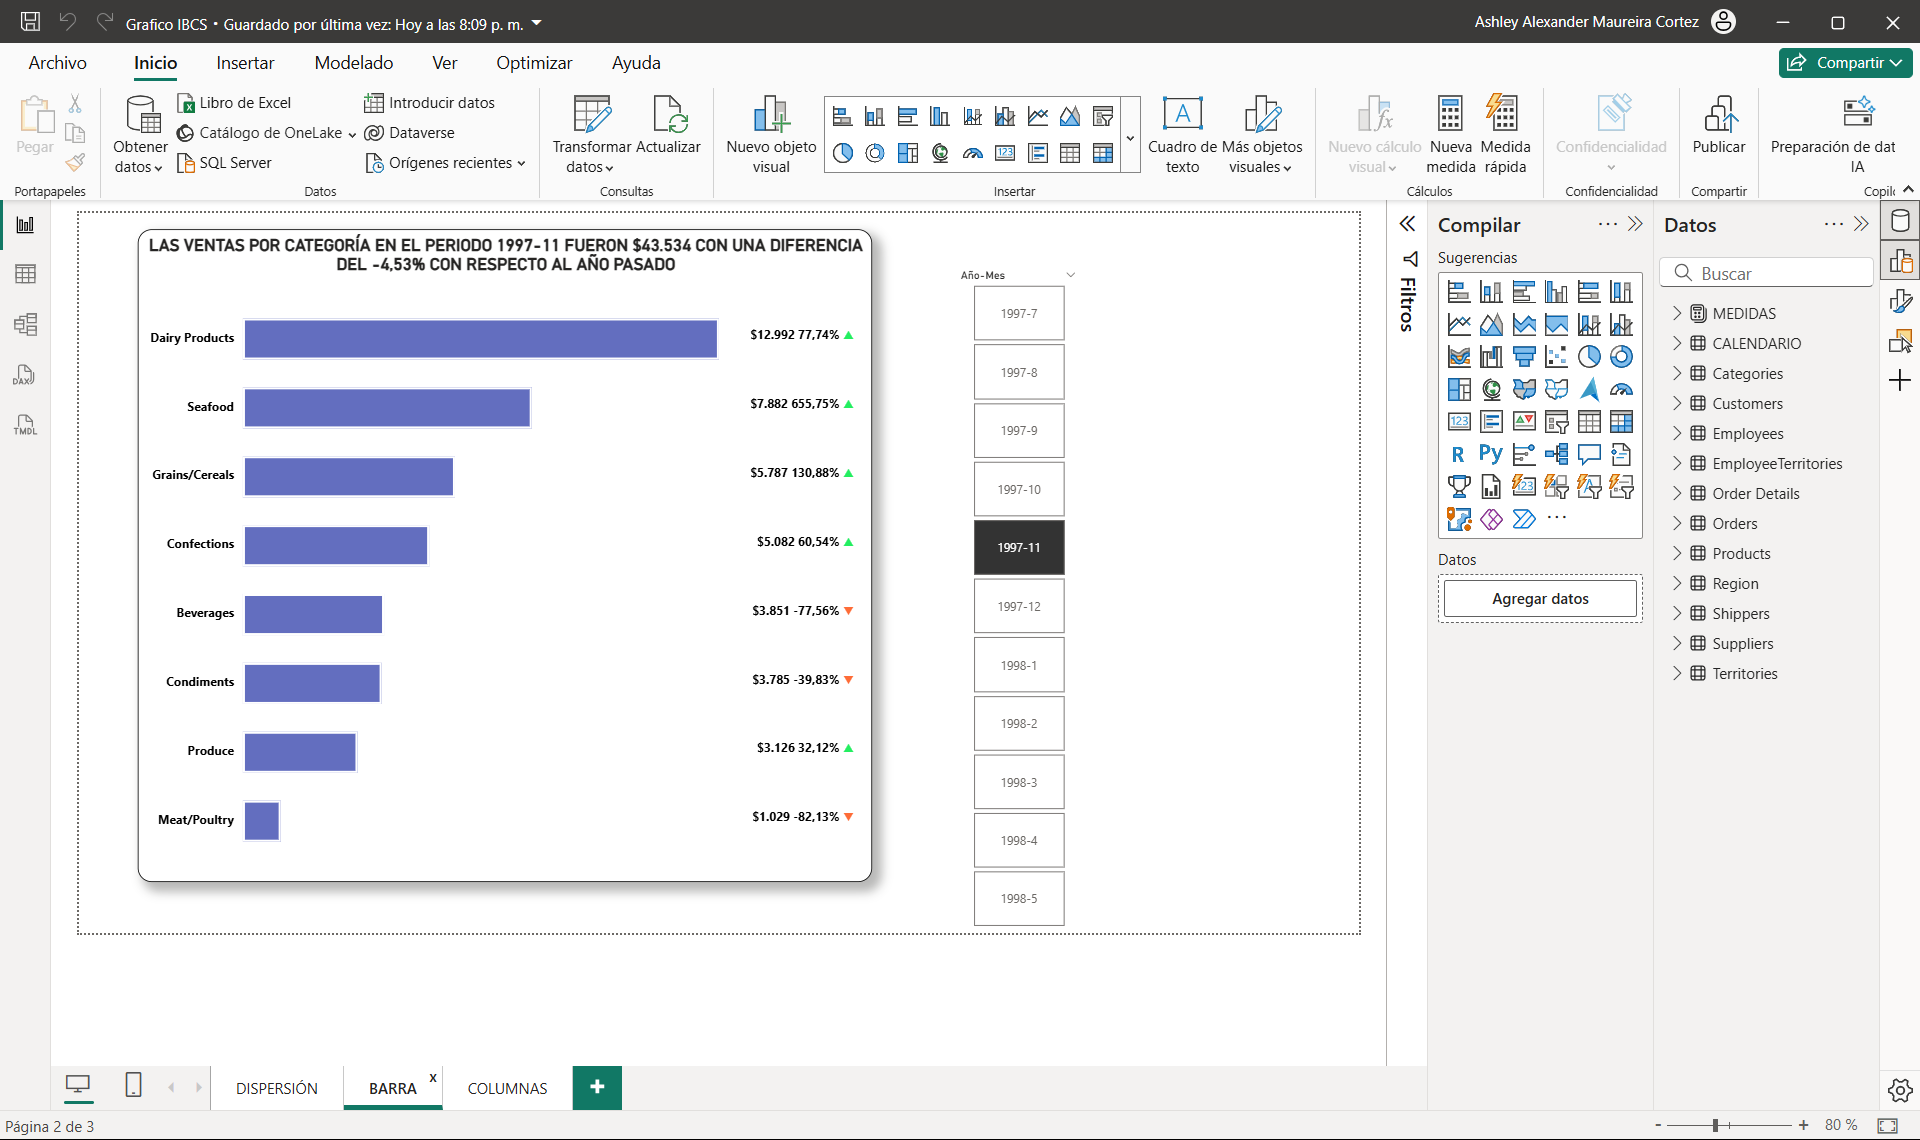 Grafico IBCS • Guardado por última vez: Hoy a las 8:09 p. m.
Ashley Alexander Maureira Cortez
Archivo
Inicio
Insertar
Modelado
Ver
Optimizar
Ayuda
Compartir
Pegar
Portapapeles
Obtener
datos
Libro de Excel
Catálogo de OneLake
SQL Server
Introducir datos
Dataverse
Orígenes recientes
Datos
Transformar
datos
Actualizar
Consultas
Nuevo objeto
visual
Cuadro de
texto
Más objetos
visuales
Insertar
Nuevo cálculo
visual
Nueva
medida
Medida
rápida
Cálculos
Confidencialidad
Confidencialidad
Publicar
Compartir
Preparación de dat
IA
Copilo
DAX
TMDL
LAS VENTAS POR CATEGORÍA EN EL PERIODO 1997-11 FUERON $43.534 CON UNA DIFERENCIA
DEL -4,53% CON RESPECTO AL AÑO PASADO
Dairy Products
$12.992 77,74%
Seafood
$7.882 655,75%
Grains/Cereals
$5.787 130,88%
Confections
$5.082 60,54%
Beverages
$3.851 -77,56%
Condiments
$3.785 -39,83%
Produce
$3.126 32,12%
Meat/Poultry
$1.029 -82,13%
Año-Mes
1997-7
1997-8
1997-9
1997-10
1997-11
1997-12
1998-1
1998-2
1998-3
1998-4
1998-5
Filtros
Compilar
Sugerencias
123
R
Py
123
Datos
Agregar datos
Datos
Buscar
MEDIDAS
CALENDARIO
Categories
Customers
Employees
EmployeeTerritories
Order Details
Orders
Products
Region
Shippers
Suppliers
Territories
DISPERSIÓN
BARRA
X
COLUMNAS
+
Página 2 de 3
- + 80 %